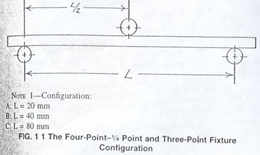 L/2
L
NOTE 1—Configuration:
A: L = 20 mm
B: L = 40 mm
C: L = 80 mm
FIG. 1 1 The Four-Point–¼ Point and Three-Point Fixture
Configuration